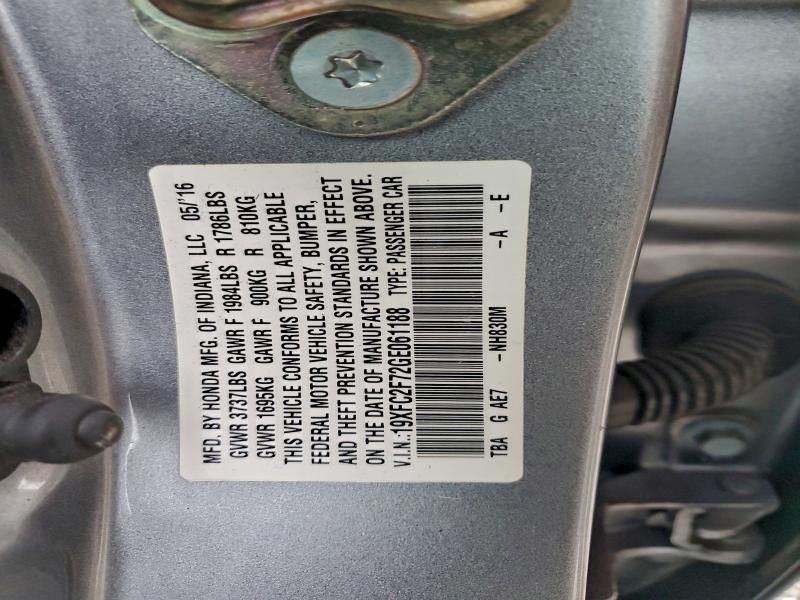 MFD. BY HONDA MFG. OF INDIANA, LLC 05/'16
GVWR 3737LBS GAWR F 1984LBS R 1786LBS
GVWR 1695KG GAWR F 900KG R 810KG
THIS VEHICLE CONFORMS TO ALL APPLICABLE
FEDERAL MOTOR VEHICLE SAFETY, BUMPER,
AND THEFT PREVENTION STANDARDS IN EFFECT
ON THE DATE OF MANUFACTURE SHOWN ABOVE.
V.I.N.:19XFC2F72GE061188 TYPE: PASSENGER CAR
TBA G AE7 -NH830M -A -E